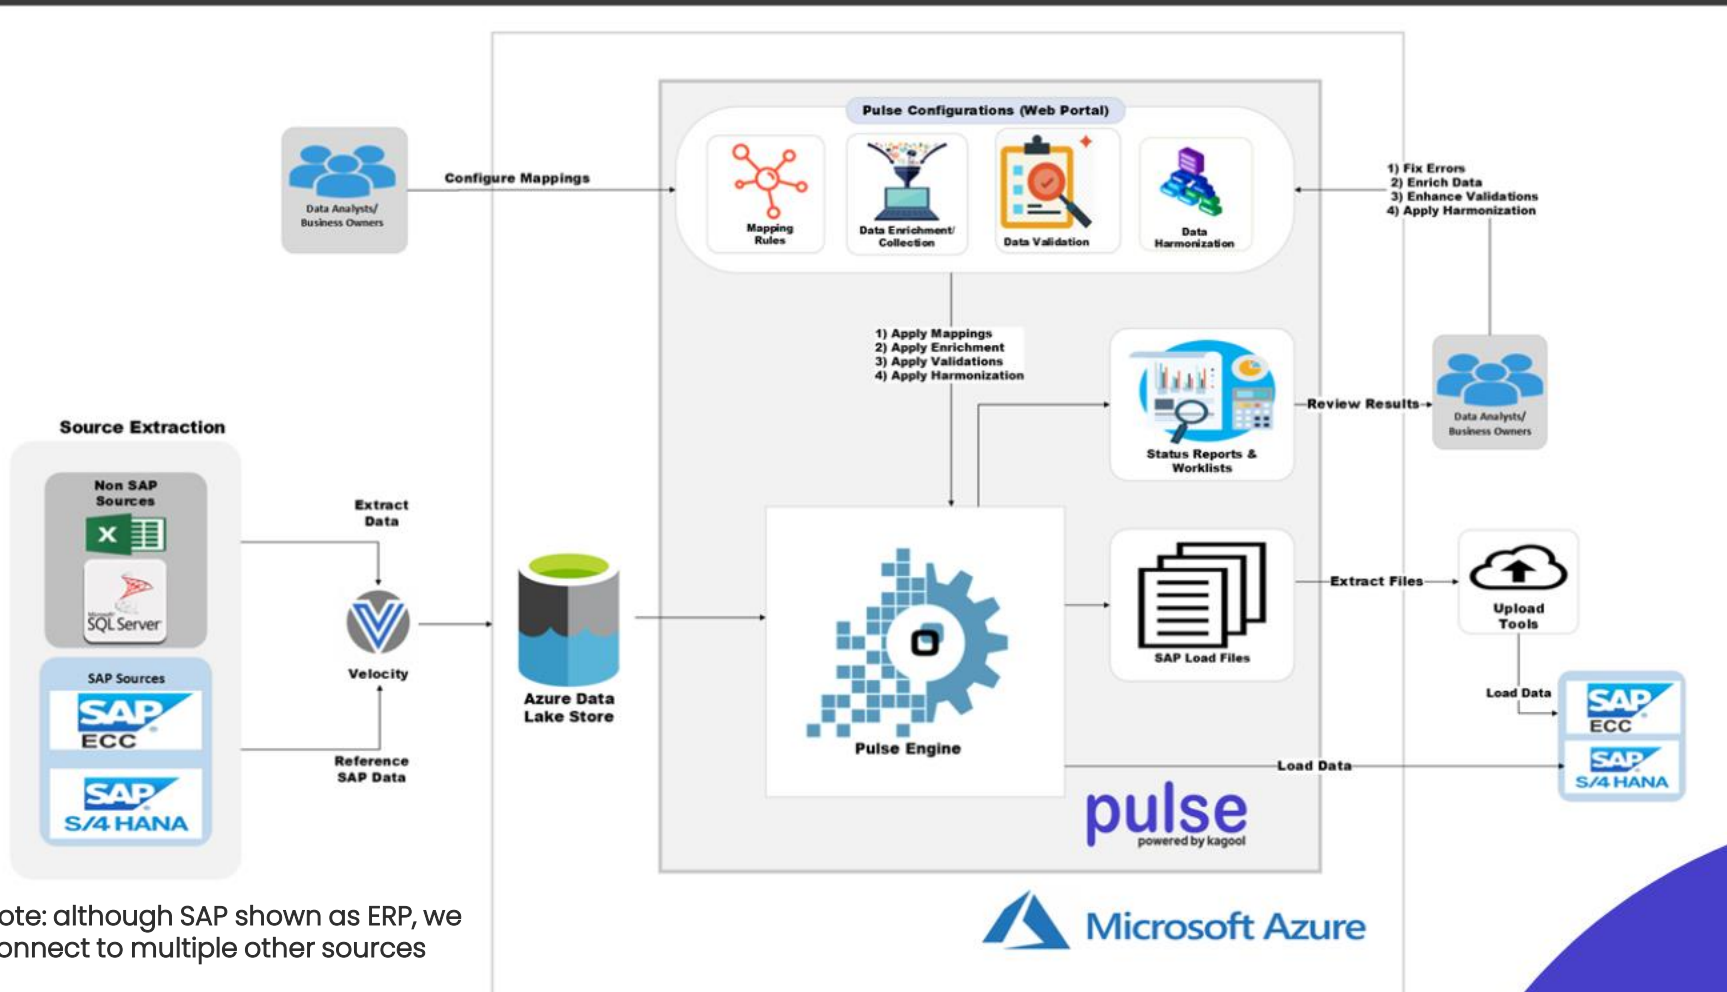 Pulse Configurations (Web Portal)
Mapping
Rules
Data Enrichment/
Collection
Data Validation
Data
Harmonization
Data Analysts/
Business Owners
Configure Mappings
1) Fix Errors
2) Enrich Data
3) Enhance Validations
4) Apply Harmonization
1) Apply Mappings
2) Apply Enrichment
3) Apply Validations
4) Apply Harmonization
Status Reports &
Worklists
Review Results
Data Analysts/
Business Owners
Source Extraction
Non SAP
Sources
X
Microsoft
SQL Server
SAP Sources
SAP
ECC
SAP
S/4HANA
Extract
Data
Velocity
Reference
SAP Data
Azure Data
Lake Store
Pulse Engine
SAP Load Files
Extract Files
Upload
Tools
Load Data
SAP
ECC
SAP
S/4HANA
Load Data
pulse
powered by kagool
Microsoft Azure
ote: although SAP shown as ERP, we
onnect to multiple other sources